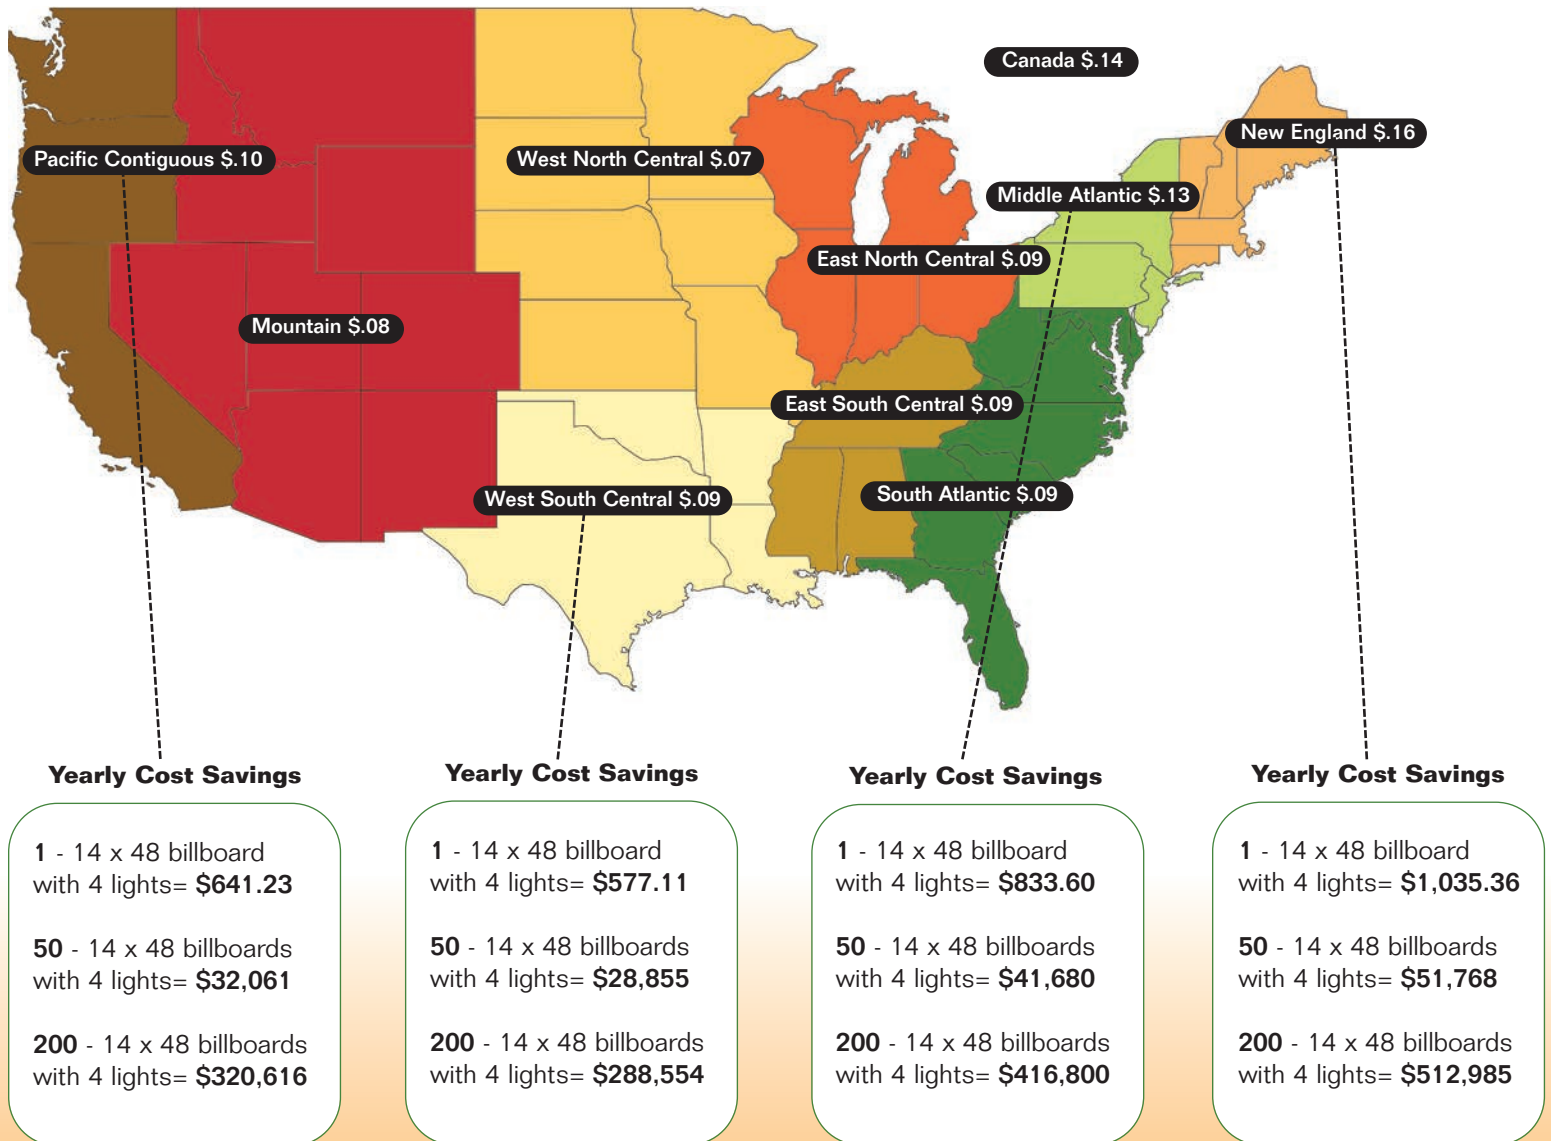 Canada $.14
New England $.16
Pacific Contiguous $.10
West North Central $.07
Middle Atlantic $.13
East North Central $.09
Mountain $.08
East South Central $.09
West South Central $.09
South Atlantic $.09
Yearly Cost Savings
1 - 14 x 48 billboard
with 4 lights= $641.23
50 - 14 x 48 billboards
with 4 lights= $32,061
200 - 14 x 48 billboards
with 4 lights= $320,616
Yearly Cost Savings
1 - 14 x 48 billboard
with 4 lights= $577.11
50 - 14 x 48 billboards
with 4 lights= $28,855
200 - 14 x 48 billboards
with 4 lights= $288,554
Yearly Cost Savings
1 - 14 x 48 billboard
with 4 lights= $833.60
50 - 14 x 48 billboards
with 4 lights= $41,680
200 - 14 x 48 billboards
with 4 lights= $416,800
Yearly Cost Savings
1 - 14 x 48 billboard
with 4 lights= $1,035.36
50 - 14 x 48 billboards
with 4 lights= $51,768
200 - 14 x 48 billboards
with 4 lights= $512,985